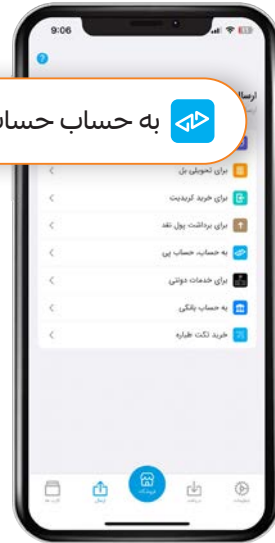 9:06
به حساب حساب
برای تحویلی بل
برای خرید کریدیت
برای برداشت پول نقد
به حساب، حساب پی
برای خدمات دولتی
به حساب بانکی
خرید تکت طیاره
ارسال